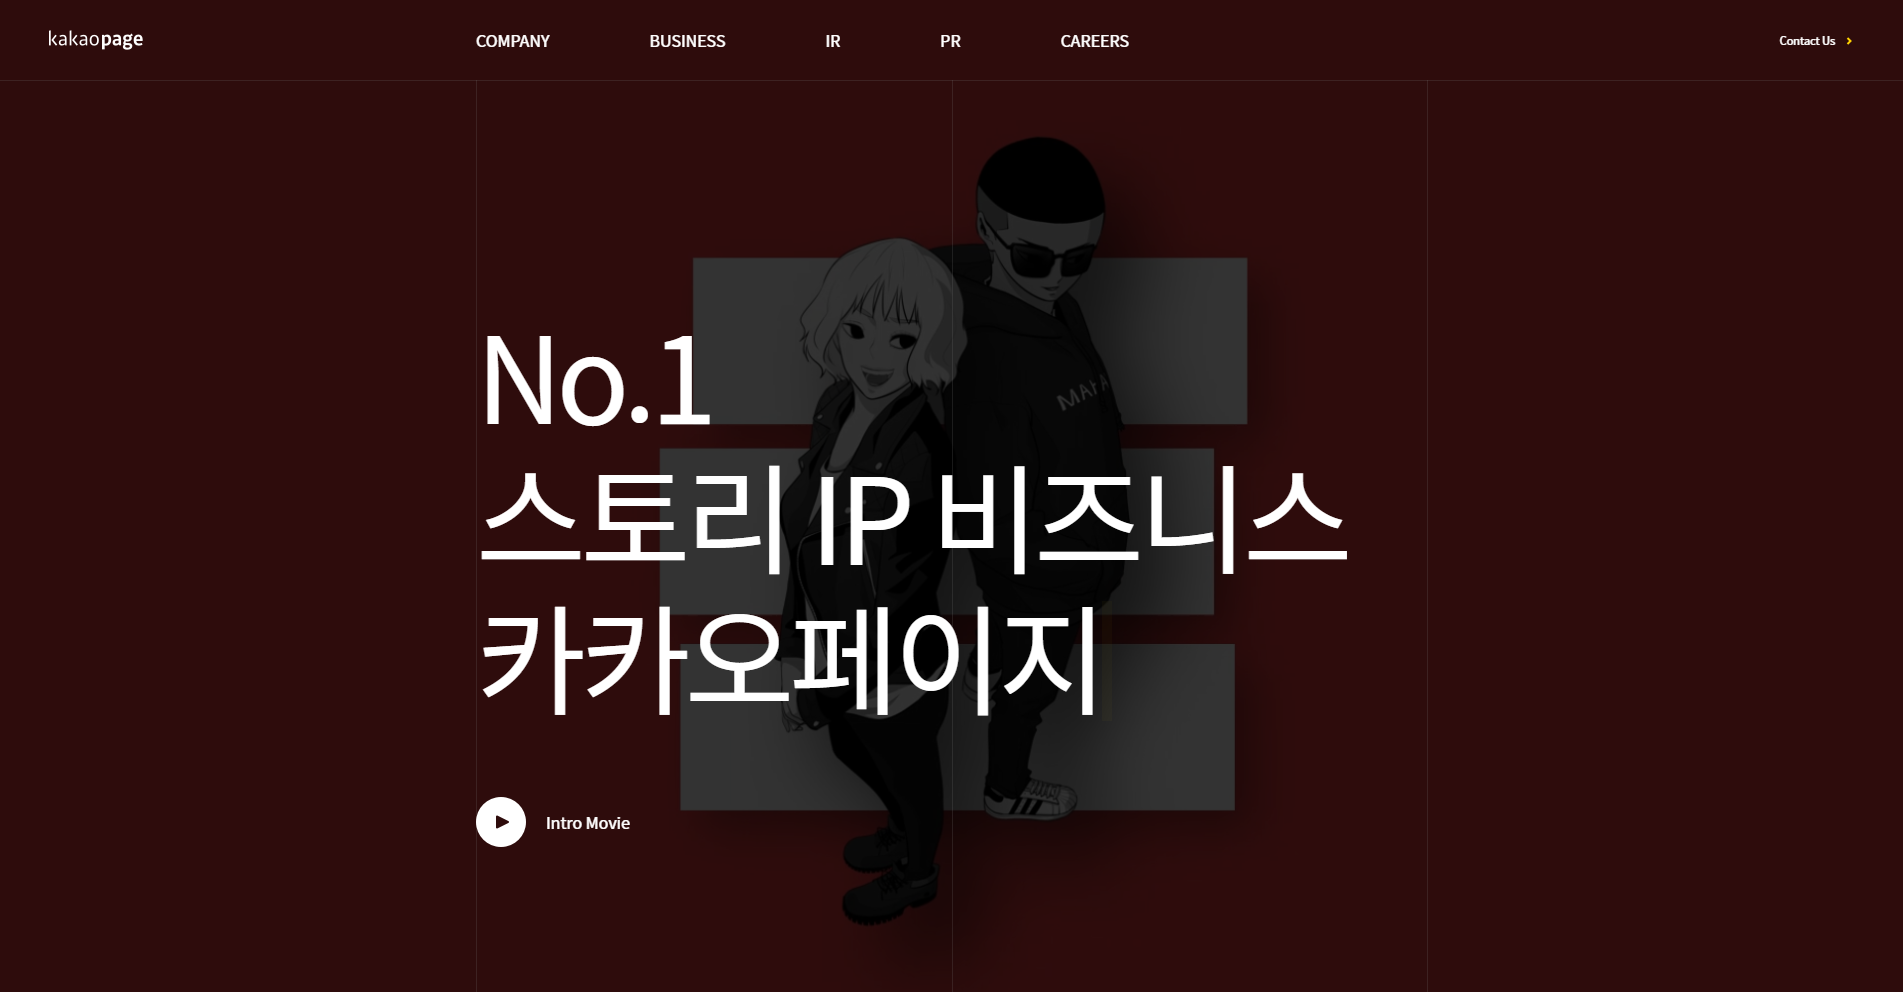 kakaopage
COMPANY BUSINESS IR PR CAREERS
Contact Us
No.1
스토리 IP 비즈니스
카카오페이지
Intro Movie